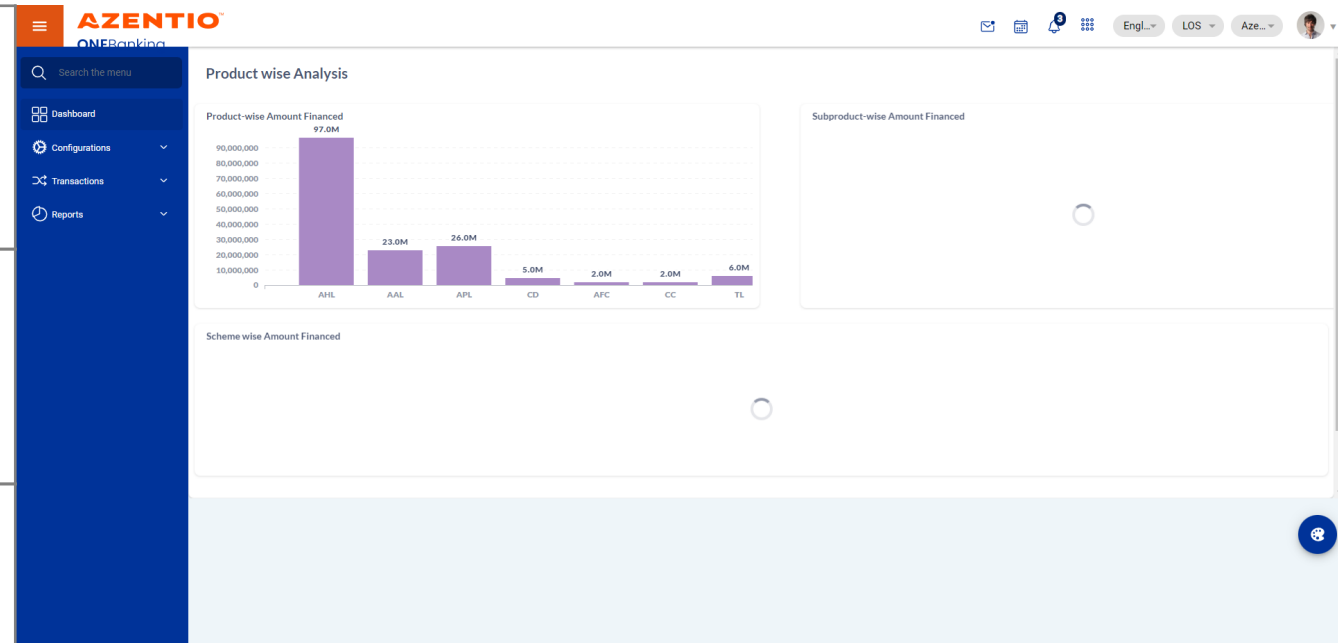 AZENTIO
ONEBanking
3
Engl...
LOS
Aze...
Search the menu
Dashboard
Configurations
Transactions
Reports
Product wise Analysis
Product-wise Amount Financed
97.0M
90,000,000
80,000,000
70,000,000
60,000,000
50,000,000
40,000,000
30,000,000
20,000,000
10,000,000
0
23.0M
26.0M
5.0M
2.0M
2.0M
6.0M
AHL AAL APL CD AFC CC TL
Subproduct-wise Amount Financed
Scheme wise Amount Financed